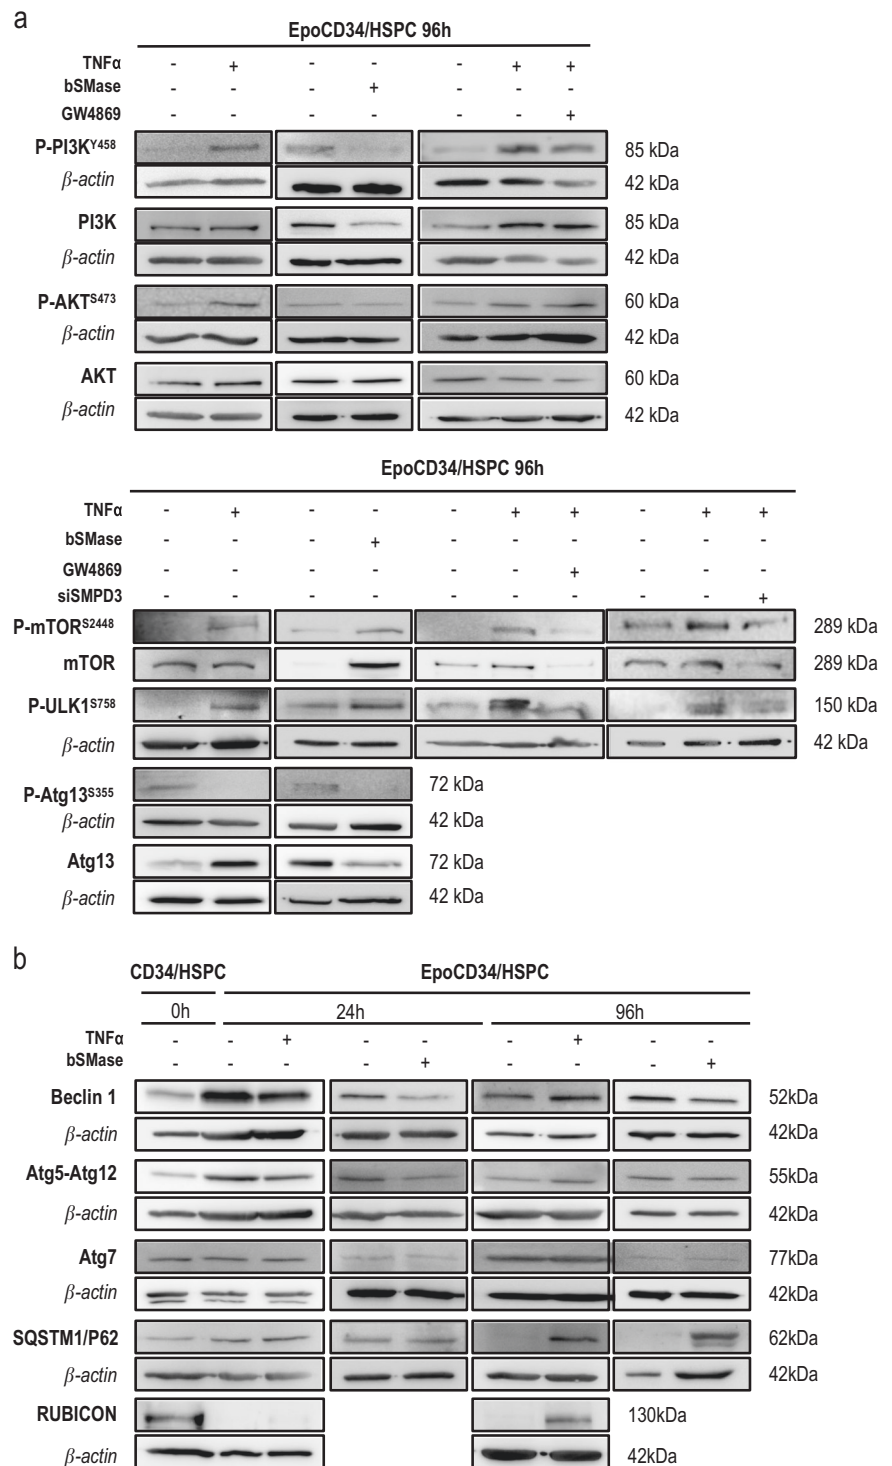 a
EpoCD34/HSPC 96h
TNFα - + - - - + +
bSMase - - - + - - -
GW4869 - - - - - - +
P-PI3KY458 85 kDa
β-actin 42 kDa
PI3K 85 kDa
β-actin 42 kDa
P-AKTS473 60 kDa
β-actin 42 kDa
AKT 60 kDa
β-actin 42 kDa
EpoCD34/HSPC 96h
TNFα - + - - - + + - + +
bSMase - - - + - - - - - -
GW4869 - - - - - - + - - -
siSMPD3 - - - - - - - - - +
P-mTORS2448 289 kDa
mTOR 289 kDa
P-ULK1S758 150 kDa
β-actin 42 kDa
P-Atg13S355 72 kDa
β-actin 42 kDa
Atg13 72 kDa
β-actin 42 kDa
b
CD34/HSPC EpoCD34/HSPC
0h 24h 96h
TNFα - - + - - - + - -
bSMase - - - - + - - - +
Beclin 1 52kDa
β-actin 42kDa
Atg5-Atg12 55kDa
β-actin 42kDa
Atg7 77kDa
β-actin 42kDa
SQSTM1/P62 62kDa
β-actin 42kDa
RUBICON 130kDa
β-actin 42kDa